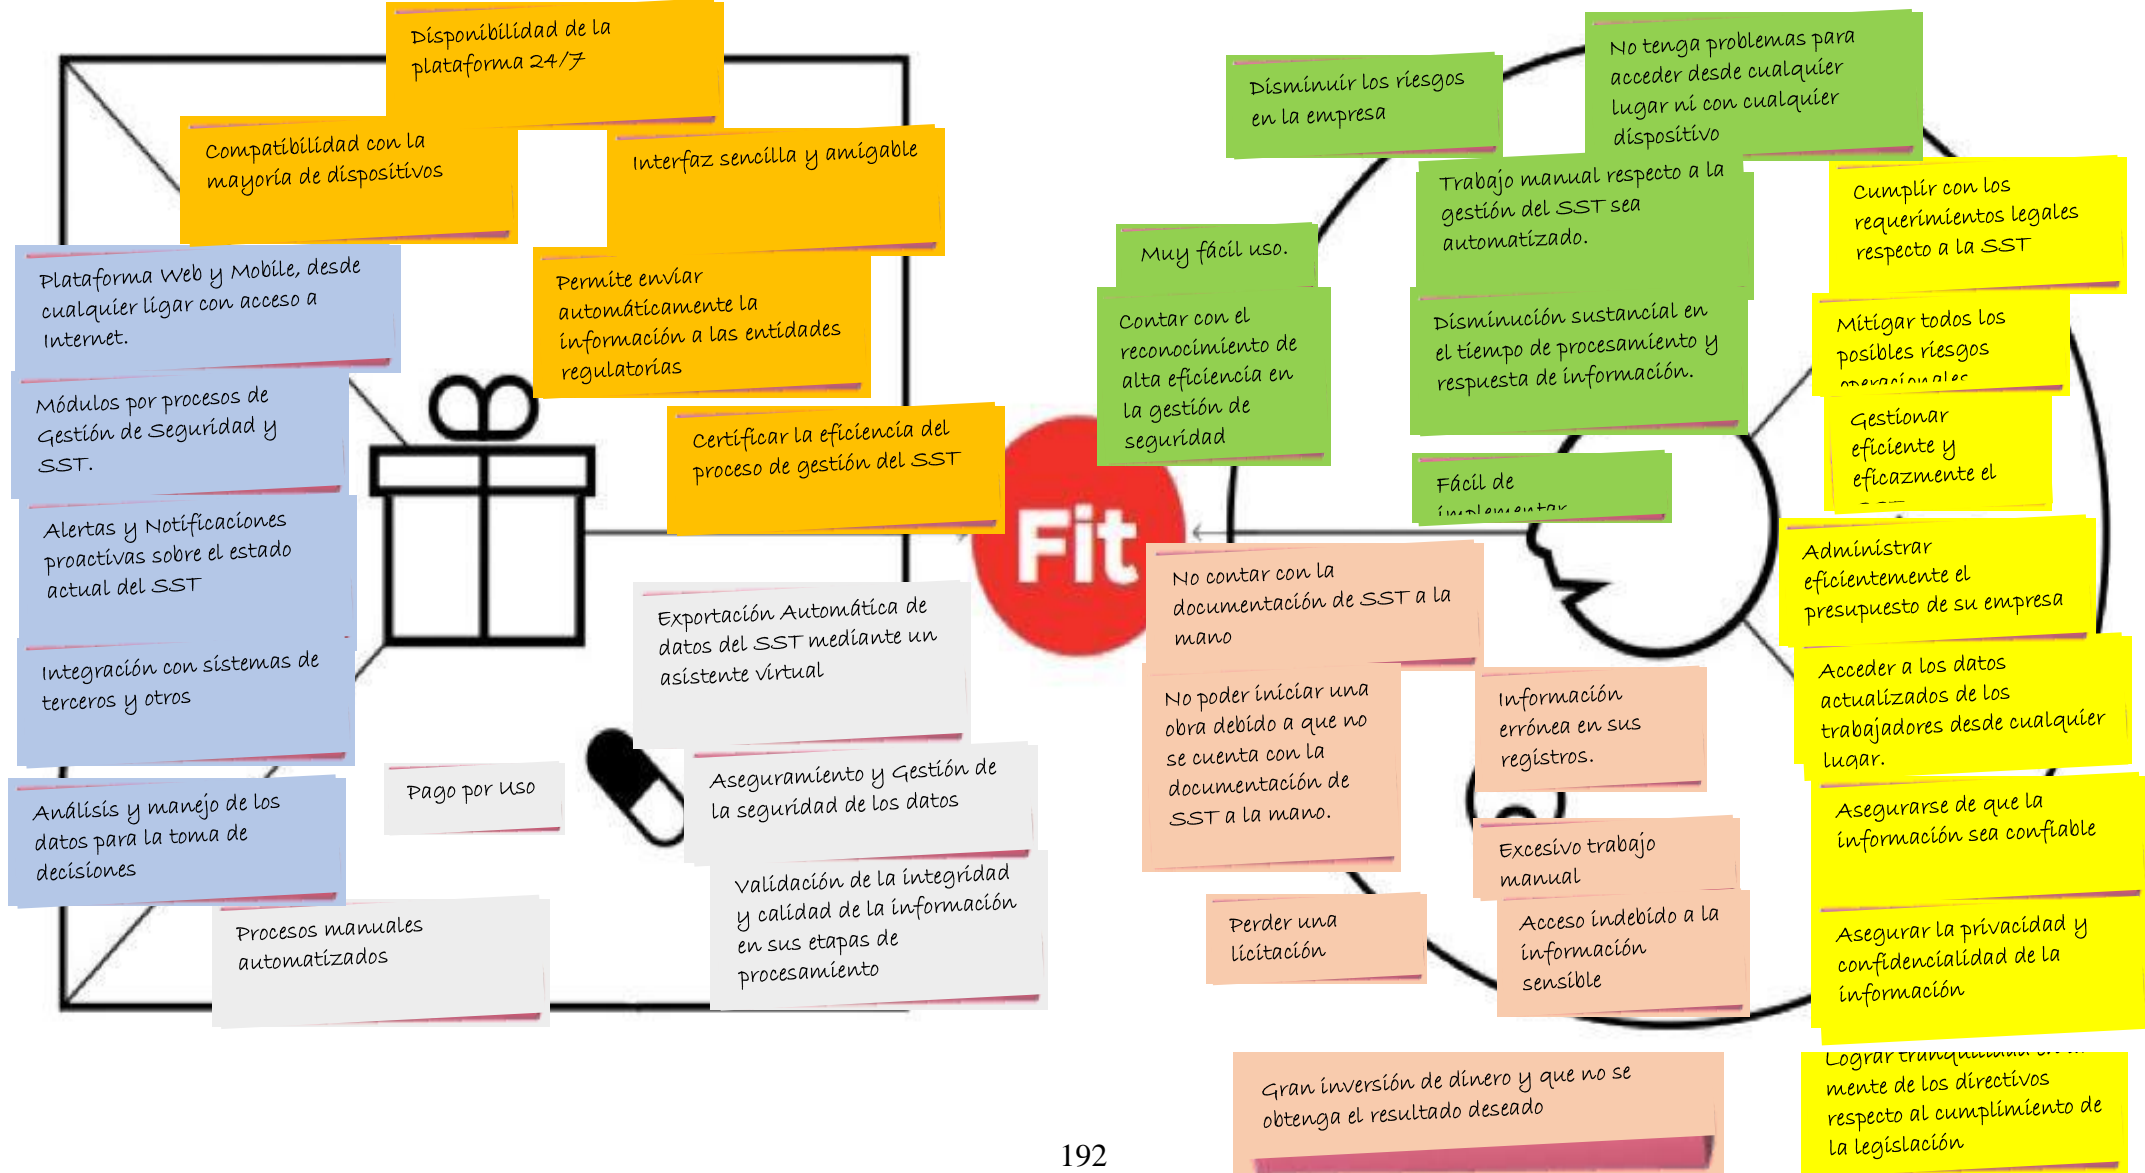 Disponibilidad de la
plataforma 24/7
Compatibilidad con la
mayoría de dispositivos
Interfaz sencilla y amigable
Plataforma Web y Mobile, desde
cualquier ligar con acceso a
Internet.
Permite enviar
automáticamente la
información a las entidades
regulatorias
Módulos por procesos de
Gestión de Seguridad y
SST.
Certificar la eficiencia del
proceso de gestión del SST
Alertas y Notificaciones
proactivas sobre el estado
actual del SST
Integración con sistemas de
terceros y otros
Exportación Automática de
datos del SST mediante un
asistente virtual
Pago por Uso
Aseguramiento y Gestión de
la seguridad de los datos
Análisis y manejo de los
datos para la toma de
decisiones
Validación de la integridad
y calidad de la información
en sus etapas de
procesamiento
Procesos manuales
automatizados
Fit
Disminuir los riesgos
en la empresa
No tenga problemas para
acceder desde cualquier
lugar ni con cualquier
dispositivo
Trabajo manual respecto a la
gestión del SST sea
automatizado.
Muy fácil uso.
Contar con el
reconocimiento de
alta eficiencia en
la gestión de
seguridad
Disminución sustancial en
el tiempo de procesamiento y
respuesta de información.
Fácil de
implementar
Cumplir con los
requerimientos legales
respecto a la SST
Mitigar todos los
posibles riesgos
operacionales
Gestionar
eficiente y
eficazmente el
Administrar
eficientemente el
presupuesto de su empresa
Acceder a los datos
actualizados de los
trabajadores desde cualquier
lugar.
Asegurarse de que la
información sea confiable
Asegurar la privacidad y
confidencialidad de la
información
Lograr tranquilidad
mente de los directivos
respecto al cumplimiento de
la legislación
No contar con la
documentación de SST a la
mano
No poder iniciar una
obra debido a que no
se cuenta con la
documentación de
SST a la mano.
Información
errónea en sus
registros.
Excesivo trabajo
manual
Perder una
licitación
Acceso indebido a la
información
sensible
Gran inversión de dinero y que no se
obtenga el resultado deseado
192